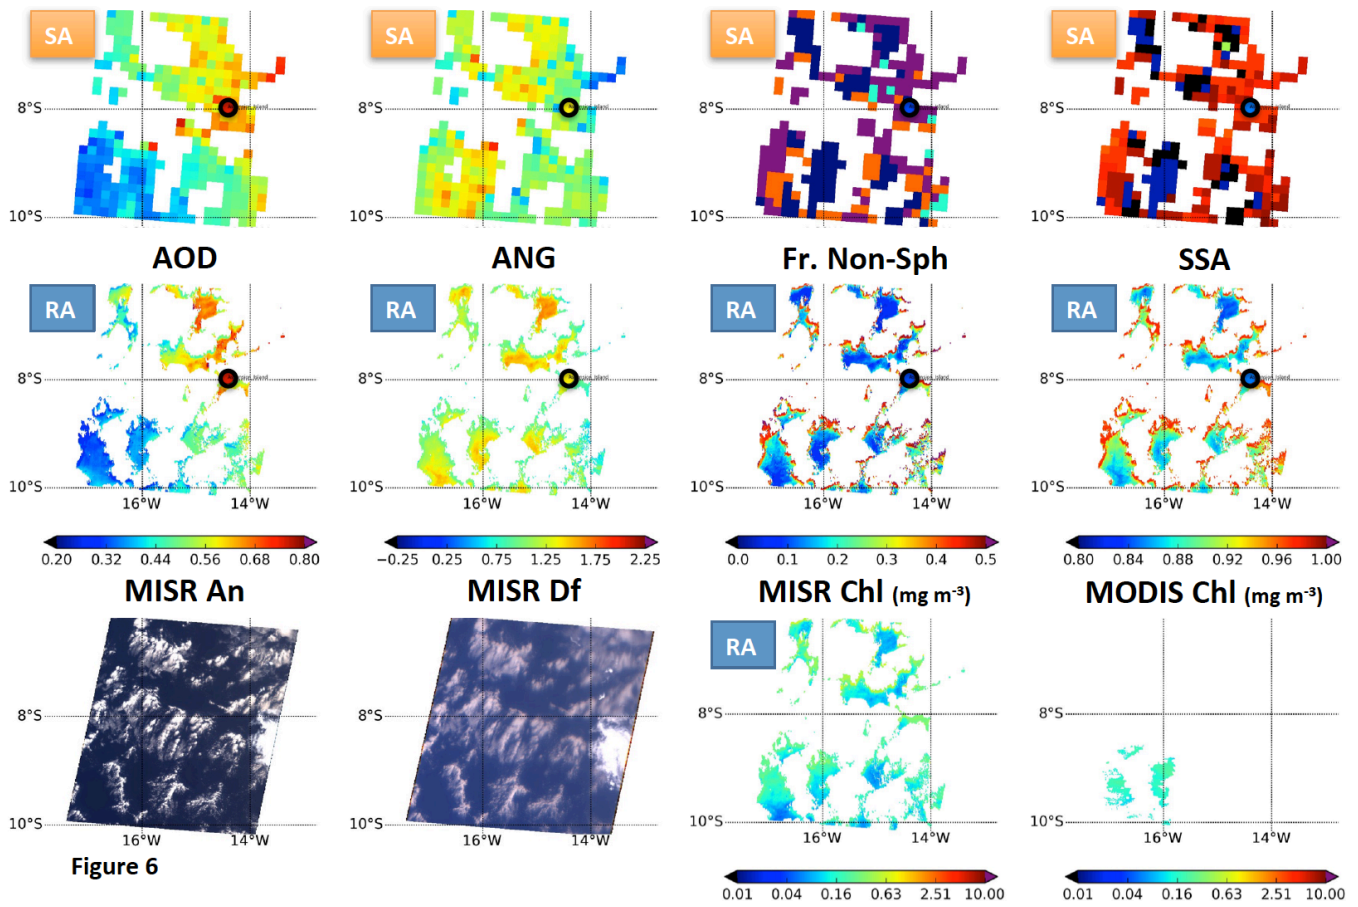 SA
SA
SA
SA
8°S
8°S
8°S
8°S
10°S
10°S
10°S
10°S
AOD
ANG
Fr. Non-Sph
SSA
RA
RA
RA
RA
8°S
8°S
8°S
8°S
10°S
10°S
10°S
10°S
16°W 14°W
16°W 14°W
16°W 14°W
16°W 14°W
0.20 0.32 0.44 0.56 0.68 0.80
−0.25 0.25 0.75 1.25 1.75 2.25
0.0 0.1 0.2 0.3 0.4 0.5
0.80 0.84 0.88 0.92 0.96 1.00
MISR An
MISR Df
MISR Chl (mg m⁻³)
MODIS Chl (mg m⁻³)
RA
8°S
8°S
8°S
8°S
10°S
10°S
10°S
10°S
16°W 14°W
16°W 14°W
16°W 14°W
16°W 14°W
Figure 6
0.01 0.04 0.16 0.63 2.51 10.00
0.01 0.04 0.16 0.63 2.51 10.00